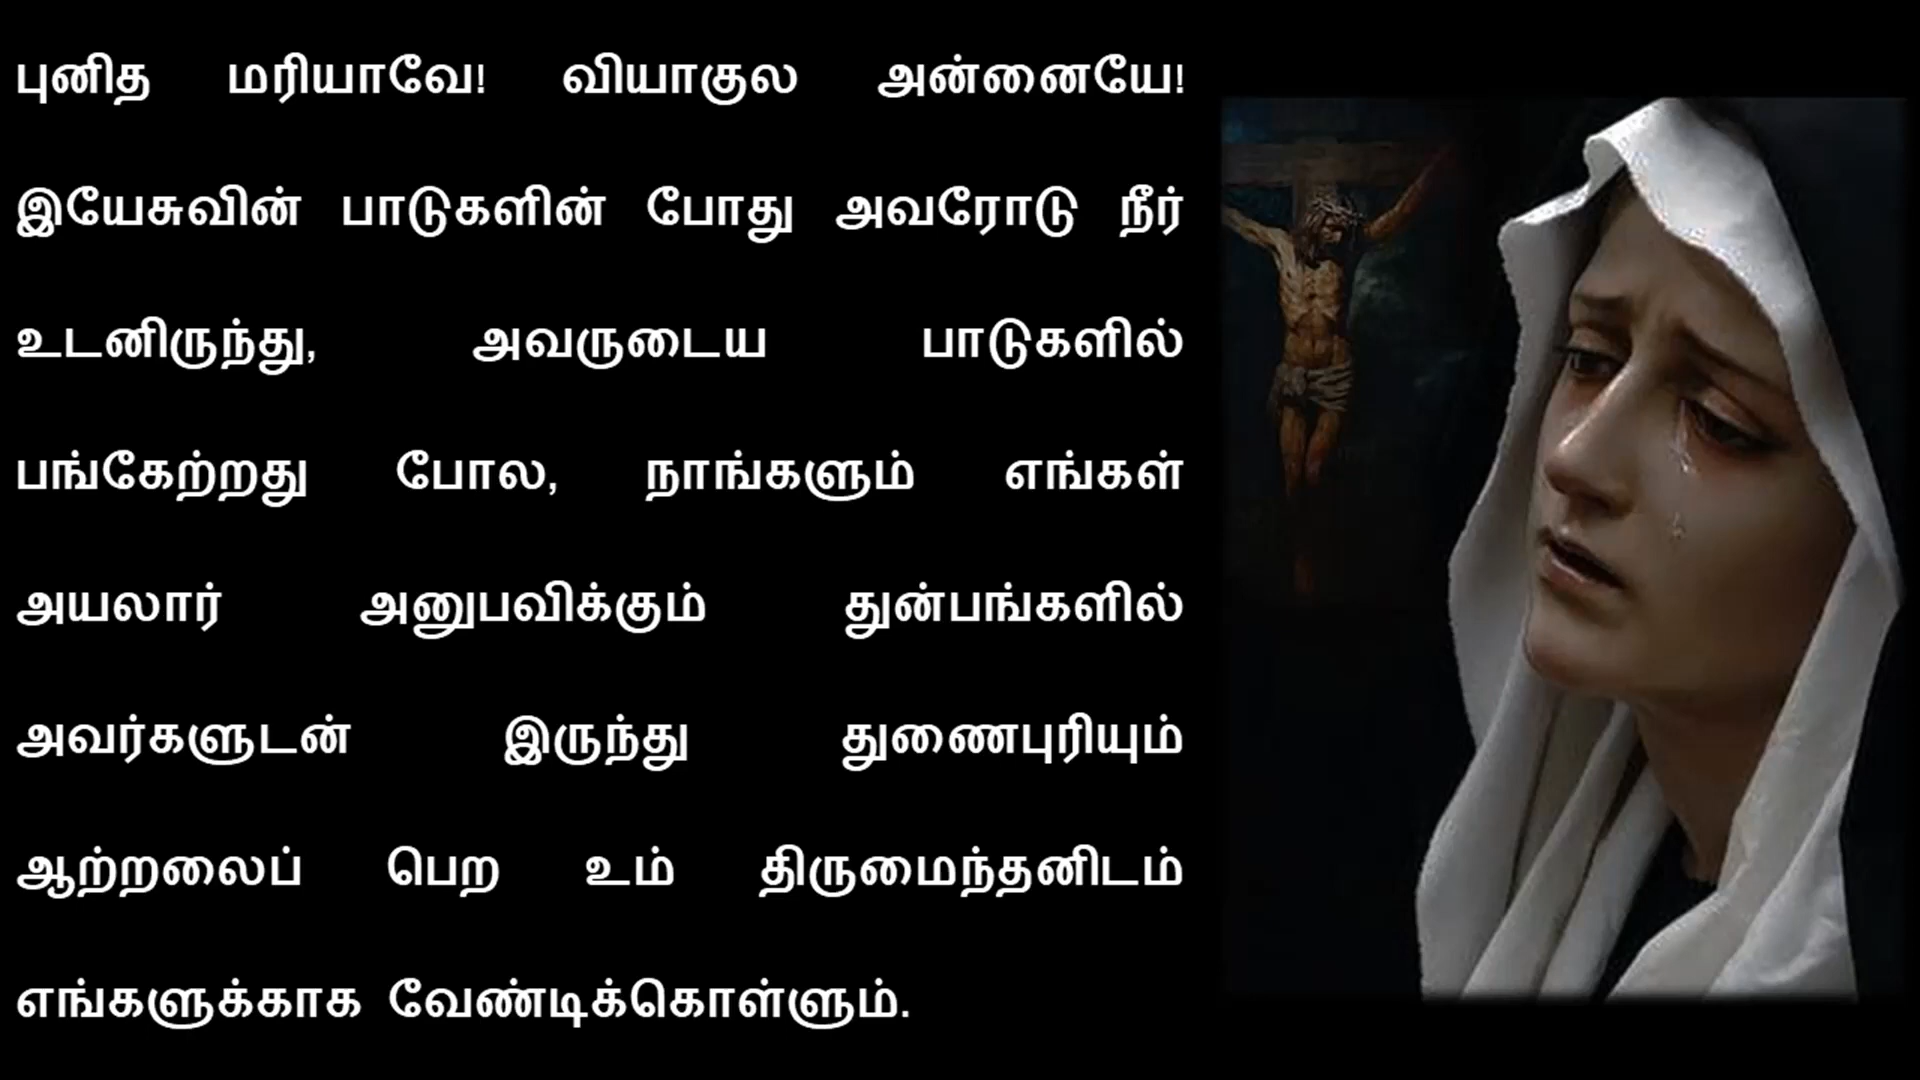 புனித மரியாவே! வியாகுல அன்னையே!
இயேசுவின் பாடுகளின் போது அவரோடு நீர்
உடனிருந்து, அவருடைய பாடுகளில்
பங்கேற்றது போல, நாங்களும் எங்கள்
அயலார் அனுபவிக்கும் துன்பங்களில்
அவர்களுடன் இருந்து துணைபுரியும்
ஆற்றலைப் பெற உம் திருமைந்தனிடம்
எங்களுக்காக வேண்டிக்கொள்ளும்.